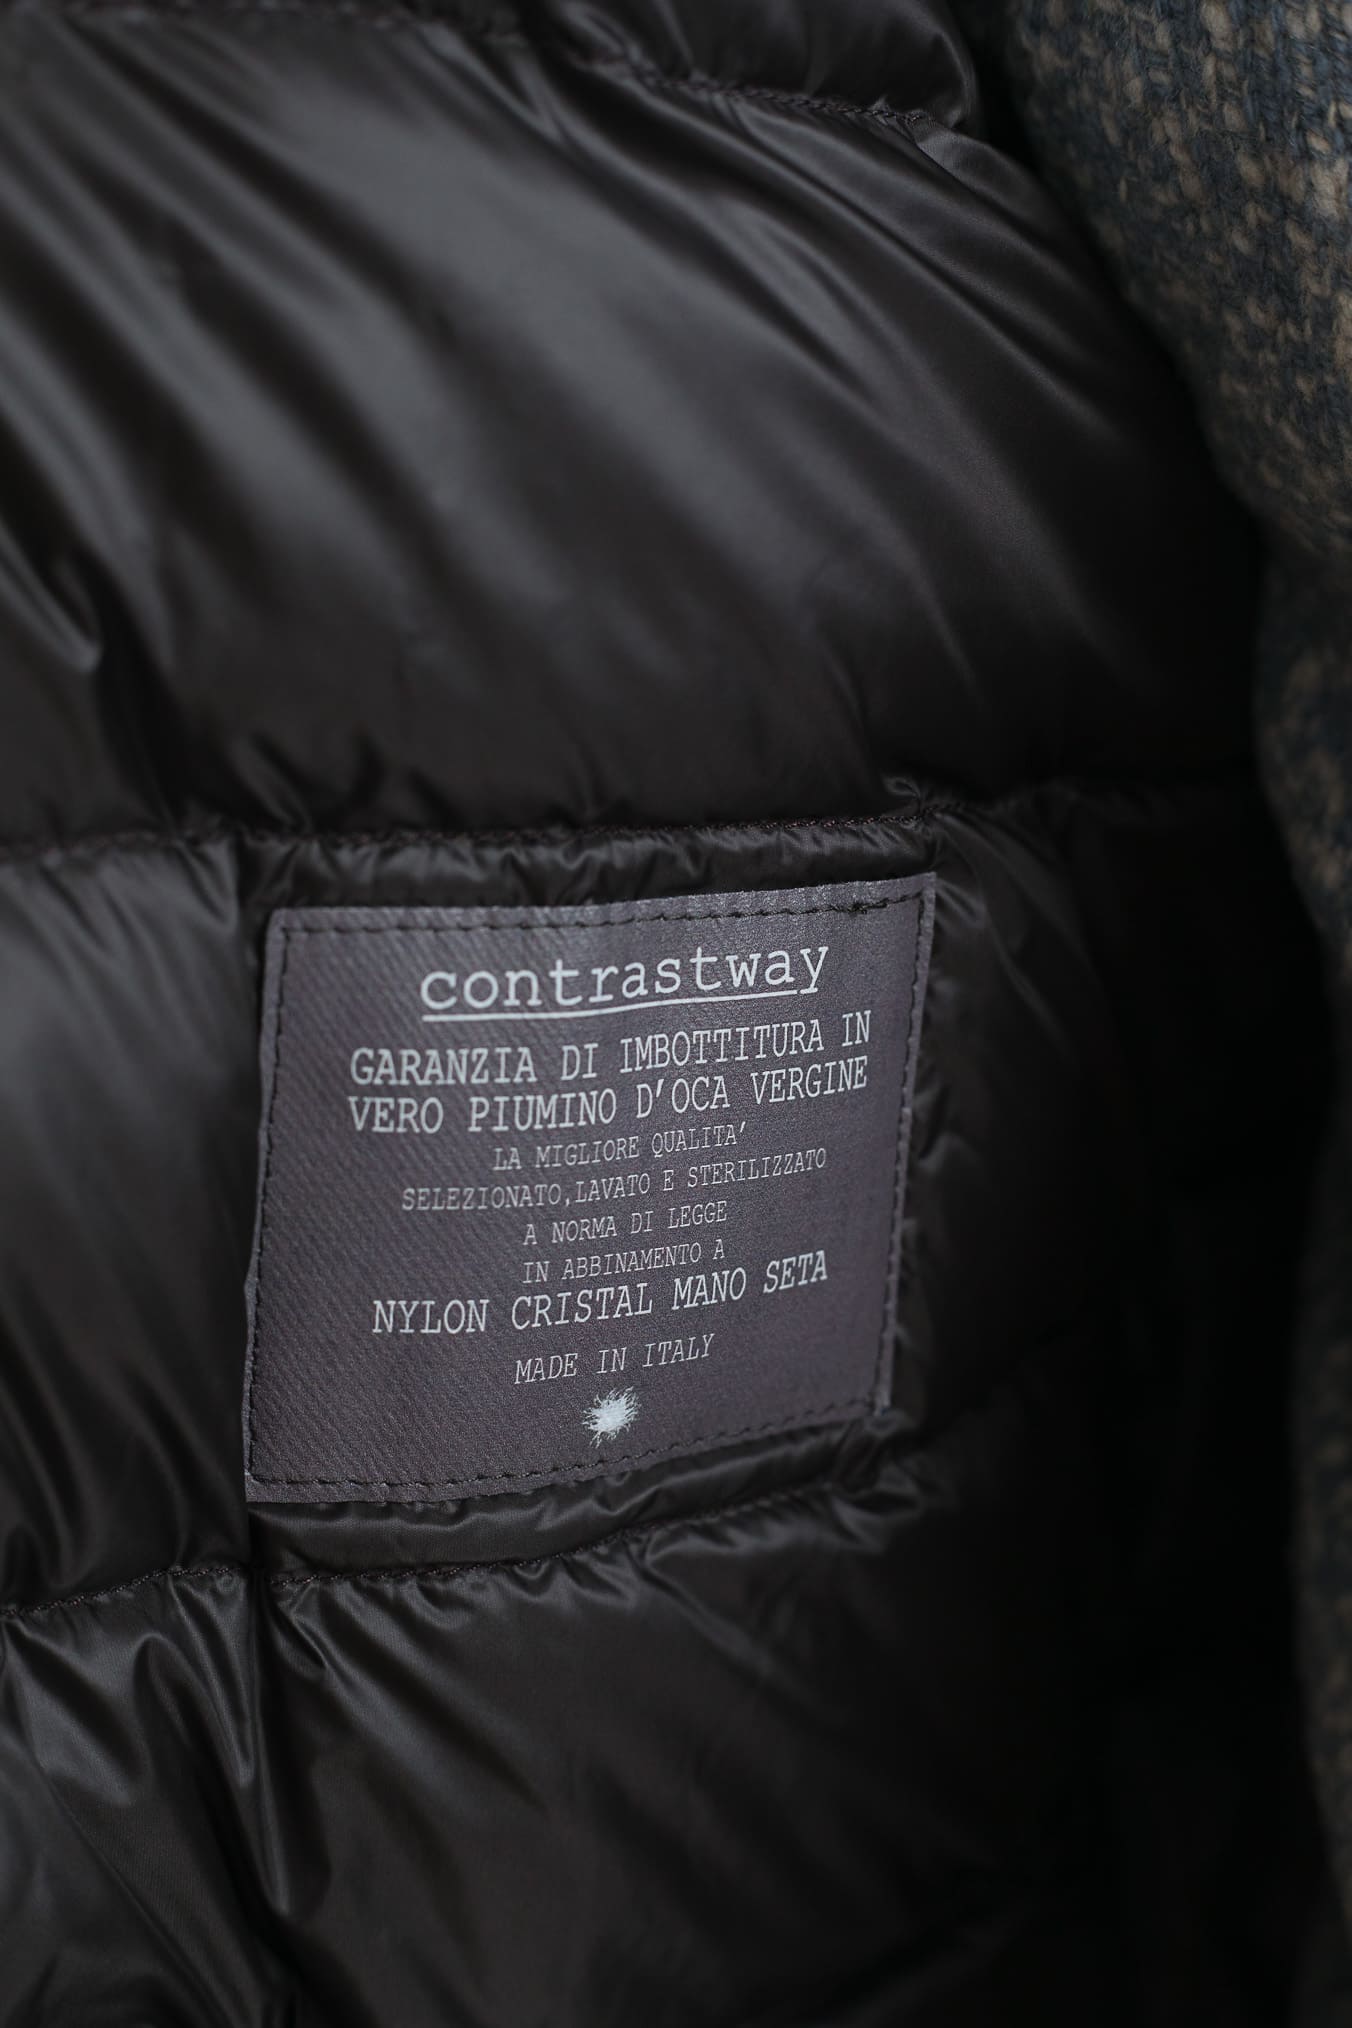 contrastway
GARANZIA DI IMBOTTITURA IN
VERO PIUMINO D'OCA VERGINE
LA MIGLIORE QUALITA'
SELEZIONATO,LAVATO E STERILIZZATO
A NORMA DI LEGGE
IN ABBINAMENTO A
NYLON CRISTAL MANO SETA
MADE IN ITALY